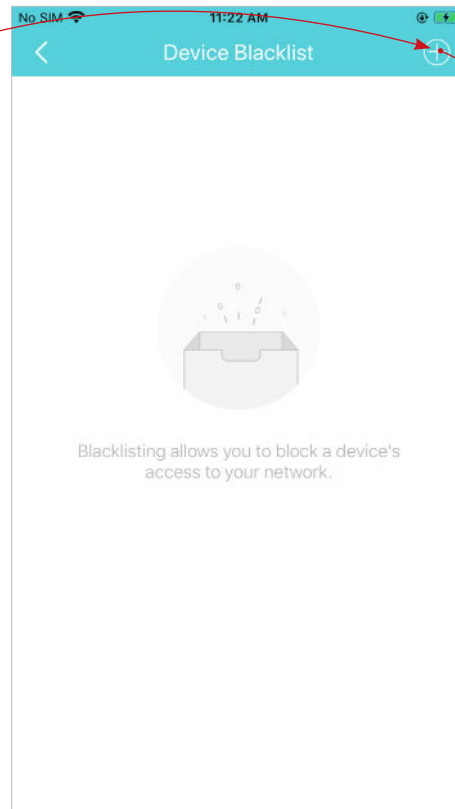 No SIM 11:22 AM
Device Blacklist
Blacklisting allows you to block a device's
access to your network.